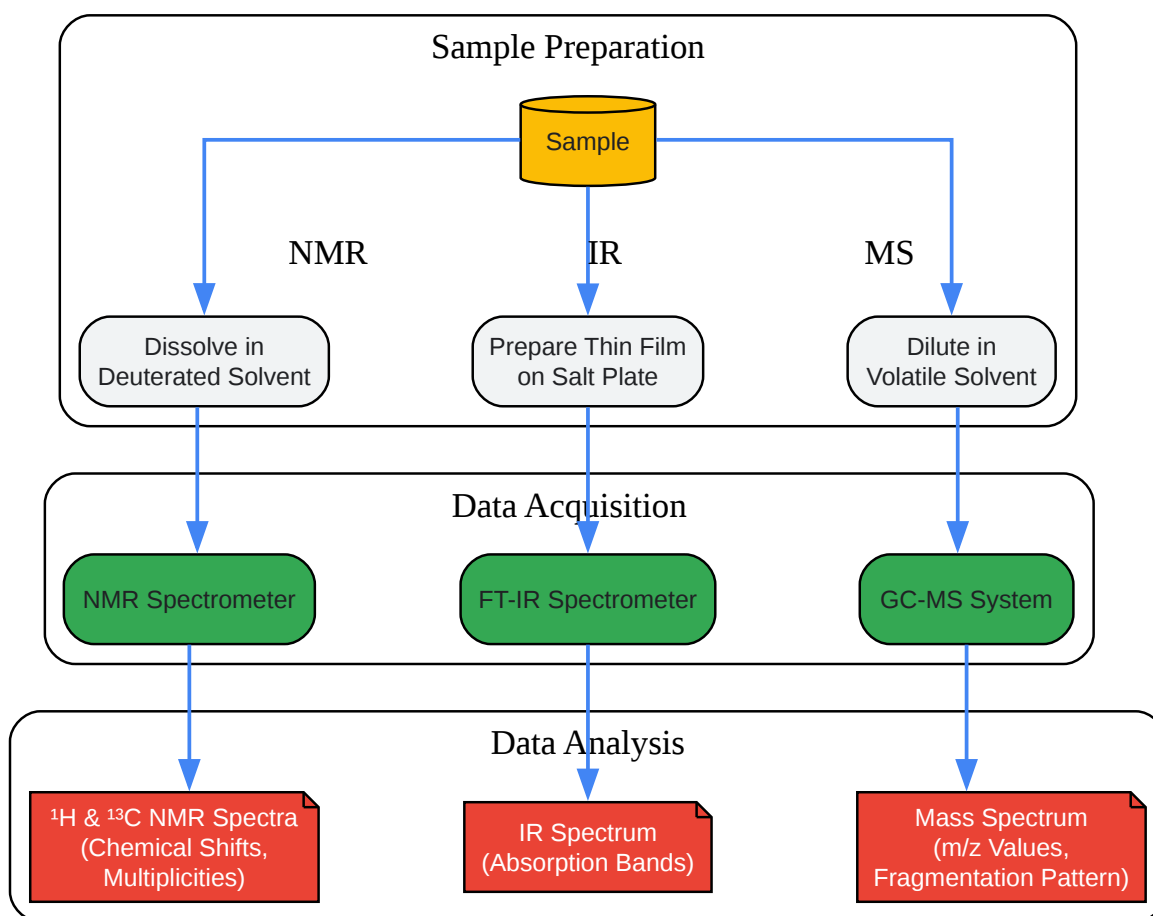 Sample Preparation
Sample
NMR
IR
MS
Dissolve in
Deuterated Solvent
Prepare Thin Film
on Salt Plate
Dilute in
Volatile Solvent
Data Acquisition
NMR Spectrometer
FT-IR Spectrometer
GC-MS System
Data Analysis
¹H & ¹³C NMR Spectra
(Chemical Shifts,
Multiplicities)
IR Spectrum
(Absorption Bands)
Mass Spectrum
(m/z Values,
Fragmentation Pattern)